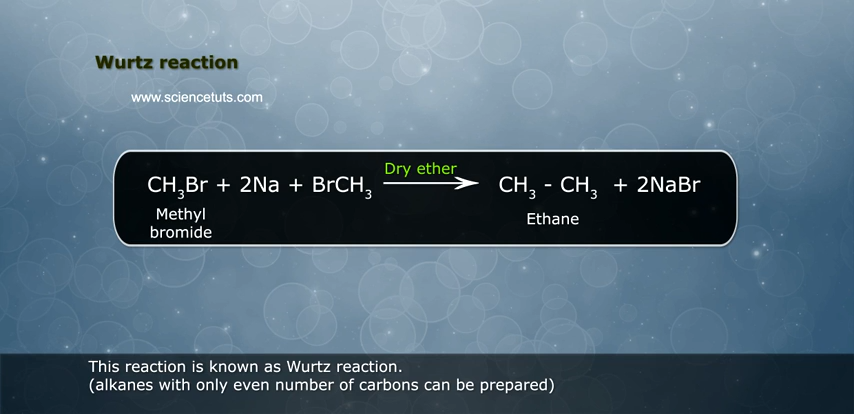 Wurtz reaction
www.sciencetuts.com
Dry ether
CH₃Br + 2Na + BrCH₃ ⟶ CH₃ - CH₃ + 2NaBr
Methyl
bromide
Ethane
This reaction is known as Wurtz reaction.
(alkanes with only even number of carbons can be prepared)